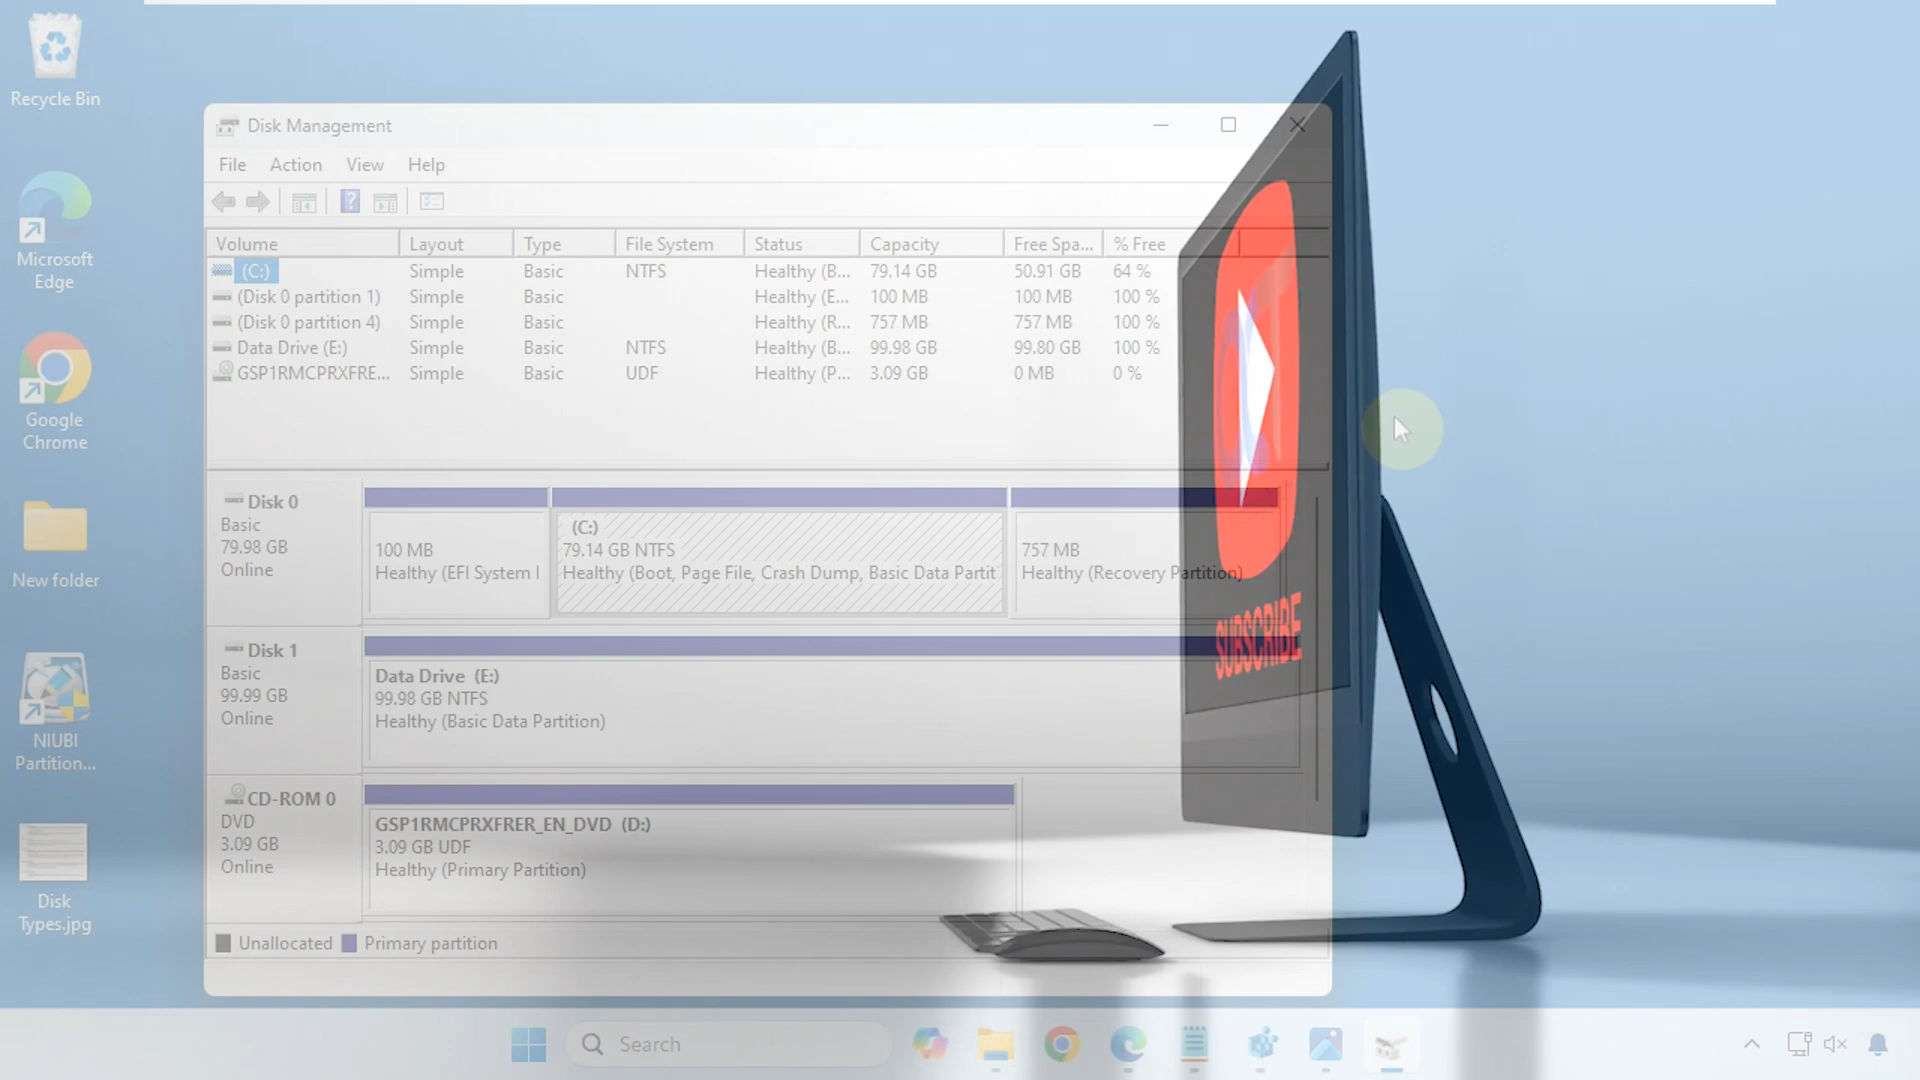 Recycle Bin
Microsoft
Edge
Google
Chrome
New folder
NIUBI
Partition...
Disk
Types.jpg
Disk Management
File Action View Help
Volume Layout Type File System Status Capacity Free Spa... % Free
(C:) Simple Basic NTFS Healthy (B... 79.14 GB 50.91 GB 64 %
(Disk 0 partition 1) Simple Basic Healthy (E... 100 MB 100 MB 100 %
(Disk 0 partition 4) Simple Basic Healthy (R... 757 MB 757 MB 100 %
Data Drive (E:) Simple Basic NTFS Healthy (B... 99.98 GB 99.80 GB 100 %
GSP1RMCPRXFRE... Simple Basic UDF Healthy (P... 3.09 GB 0 MB 0 %
Disk 0
Basic
79.98 GB
Online
100 MB
Healthy (EFI System
(C:)
79.14 GB NTFS
Healthy (Boot, Page File, Crash Dump, Basic Data Partit
757 MB
Healthy (Recovery Partition)
Disk 1
Basic
99.99 GB
Online
Data Drive (E:)
99.98 GB NTFS
Healthy (Basic Data Partition)
CD-ROM 0
DVD
3.09 GB
Online
GSP1RMCPRXFRER_EN_DVD (D:)
3.09 GB UDF
Healthy (Primary Partition)
Unallocated Primary partition
SUBSCRIBE
Search